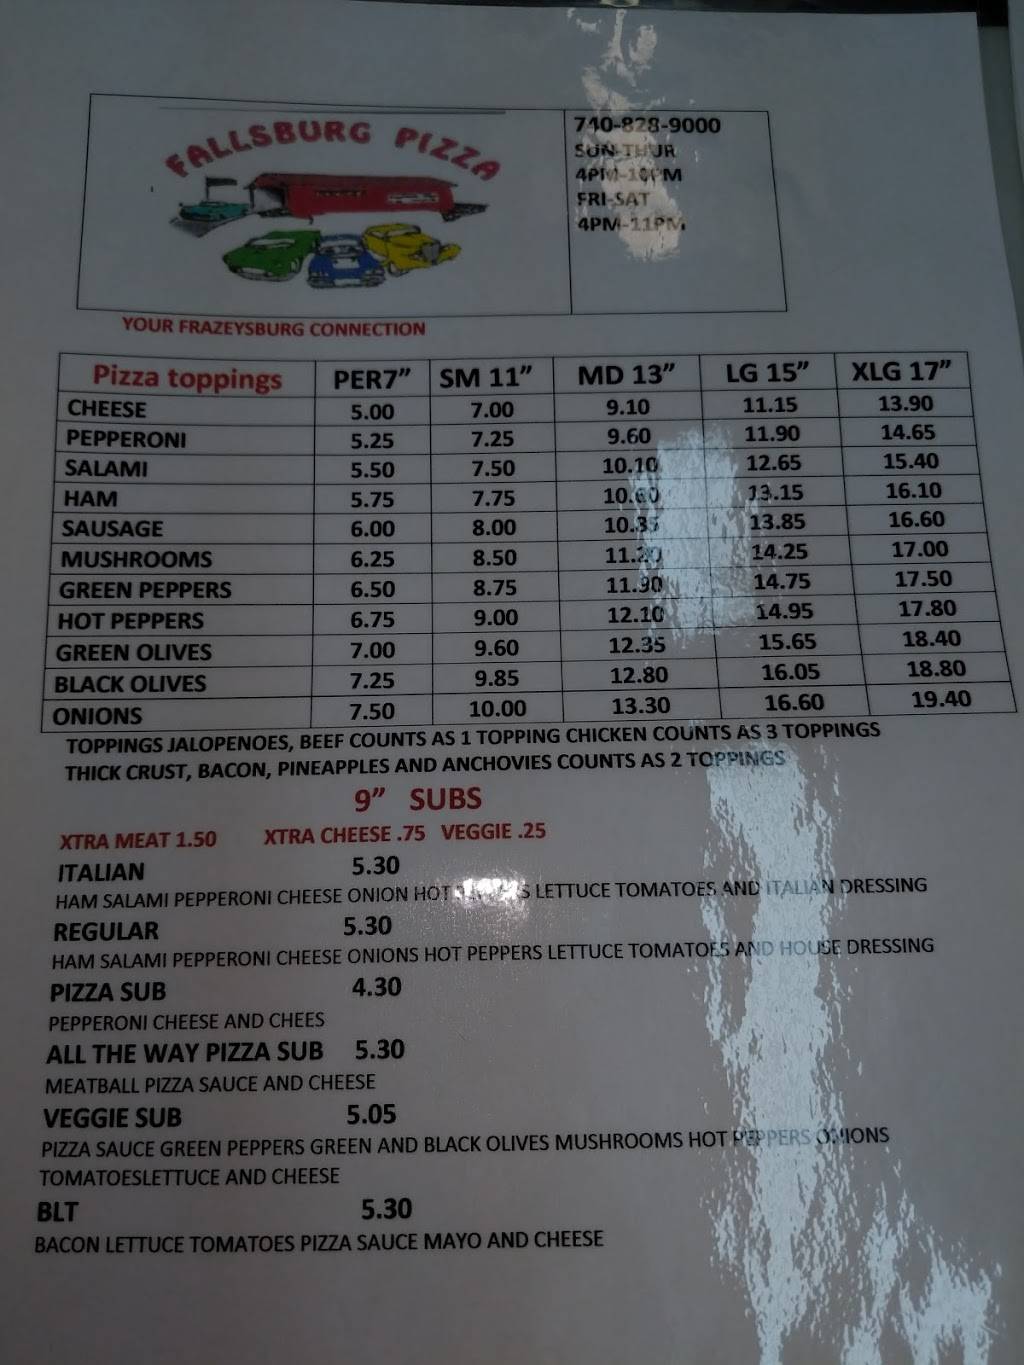 FALLSBURG PIZZA
740-828-9000
SUN-THUR
4PM-10PM
FRI-SAT
4PM-11PM
YOUR FRAZEYSBURG CONNECTION
Pizza toppings PER7” SM 11” MD 13” LG 15” XLG 17”
CHEESE 5.00 7.00 9.10 11.15 13.90
PEPPERONI 5.25 7.25 9.60 11.90 14.65
SALAMI 5.50 7.50 10.10 12.65 15.40
HAM 5.75 7.75 10.60 13.15 16.10
SAUSAGE 6.00 8.00 10.85 13.85 16.60
MUSHROOMS 6.25 8.50 14.25 17.00
GREEN PEPPERS 6.50 8.75 11.90 14.75 17.50
HOT PEPPERS 6.75 9.00 12.10 14.95 17.80
GREEN OLIVES 7.00 9.60 12.35 15.65 18.40
BLACK OLIVES 7.25 9.85 12.80 16.05 18.80
ONIONS 7.50 10.00 13.30 16.60 19.40
TOPPINGS JALOPENOES, BEEF COUNTS AS 1 TOPPING CHICKEN COUNTS AS 3 TOPPINGS
THICK CRUST, BACON, PINEAPPLES AND ANCHOVIES COUNTS AS 2 TOPPINGS
9” SUBS
XTRA MEAT 1.50 XTRA CHEESE .75 VEGGIE .25
ITALIAN 5.30
HAM SALAMI PEPPERONI CHEESE ONION HOT PEPPERS LETTUCE TOMATOES AND ITALIAN DRESSING
REGULAR 5.30
HAM SALAMI PEPPERONI CHEESE ONIONS HOT PEPPERS LETTUCE TOMATOES AND HOUSE DRESSING
PIZZA SUB 4.30
PEPPERONI CHEESE AND CHEES
ALL THE WAY PIZZA SUB 5.30
MEATBALL PIZZA SAUCE AND CHEESE
VEGGIE SUB 5.05
PIZZA SAUCE GREEN PEPPERS GREEN AND BLACK OLIVES MUSHROOMS HOT PEPPERS ONIONS
TOMATOESLETTUCE AND CHEESE
BLT 5.30
BACON LETTUCE TOMATOES PIZZA SAUCE MAYO AND CHEESE